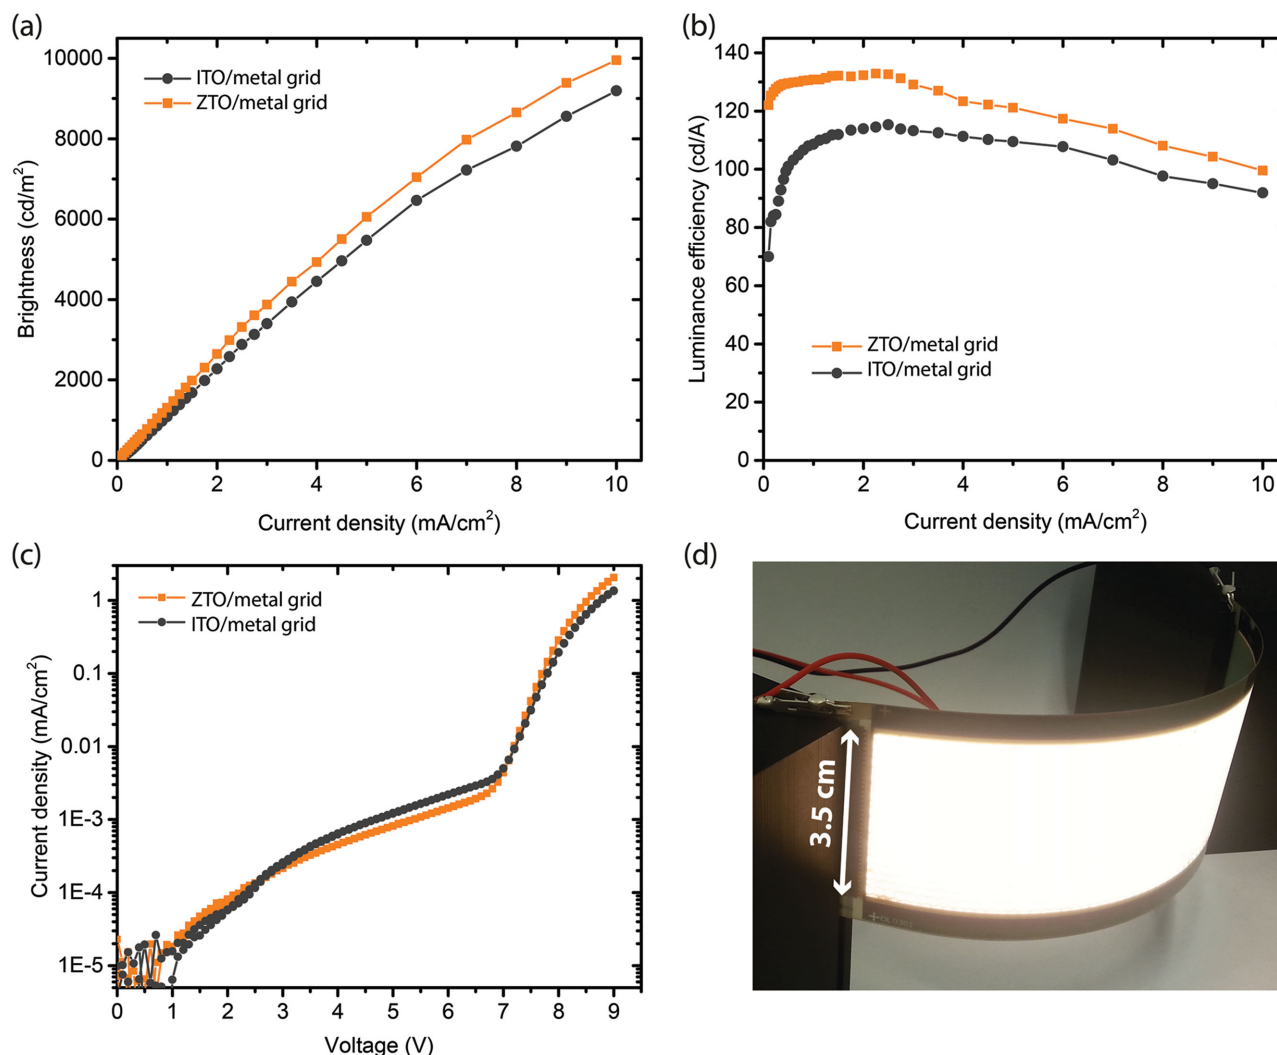 (a)
10000
8000
6000
4000
2000
0
Brightness (cd/m²)
ITO/metal grid
ZTO/metal grid
0 2 4 6 8 10
Current density (mA/cm²)
(b)
140
120
100
80
60
40
20
0
Luminance efficiency (cd/A)
ZTO/metal grid
ITO/metal grid
0 2 4 6 8 10
Current density (mA/cm²)
(c)
1
0.1
0.01
1E-3
1E-4
1E-5
Current density (mA/cm²)
ZTO/metal grid
ITO/metal grid
0 1 2 3 4 5 6 7 8 9
Voltage (V)
(d)
3.5 cm